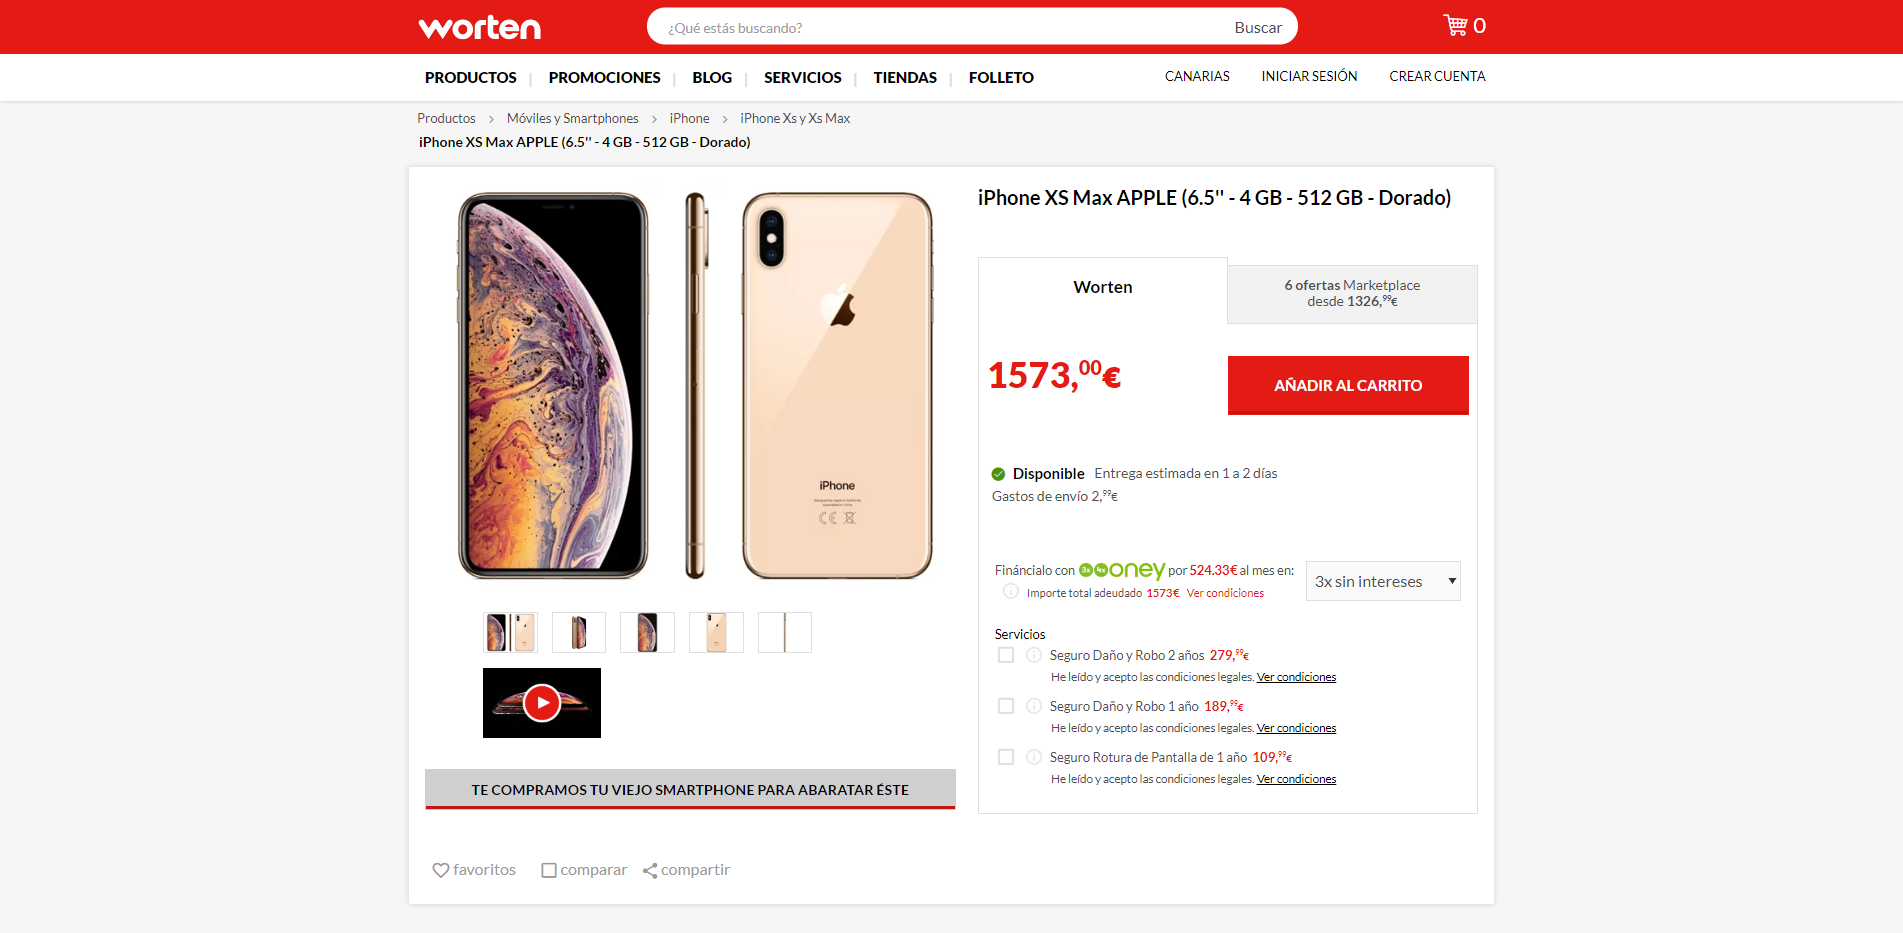 worten
¿Qué estás buscando?
Buscar
0
PRODUCTOS | PROMOCIONES | BLOG | SERVICIOS | TIENDAS | FOLLETO
CANARIAS
INICIAR SESIÓN
CREAR CUENTA
Productos > Móviles y Smartphones > iPhone > iPhone Xs y Xs Max
iPhone XS Max APPLE (6.5'' - 4 GB - 512 GB - Dorado)
iPhone
iPhone XS Max APPLE (6.5'' - 4 GB - 512 GB - Dorado)
Worten
6 ofertas Marketplace
desde 1326,99€
1573,00€
AÑADIR AL CARRITO
Disponible Entrega estimada en 1 a 2 días
Gastos de envío 2,99€
Fináncialo con 3x 4x oney por 524.33€ al mes en:
3x sin intereses
Importe total adeudado 1573€ Ver condiciones
Servicios
Seguro Daño y Robo 2 años 279,99€
He leído y acepto las condiciones legales. Ver condiciones
Seguro Daño y Robo 1 año 189,99€
He leído y acepto las condiciones legales. Ver condiciones
Seguro Rotura de Pantalla de 1 año 109,99€
He leído y acepto las condiciones legales. Ver condiciones
TE COMPRAMOS TU VIEJO SMARTPHONE PARA ABARATAR ÉSTE
favoritos
comparar
compartir